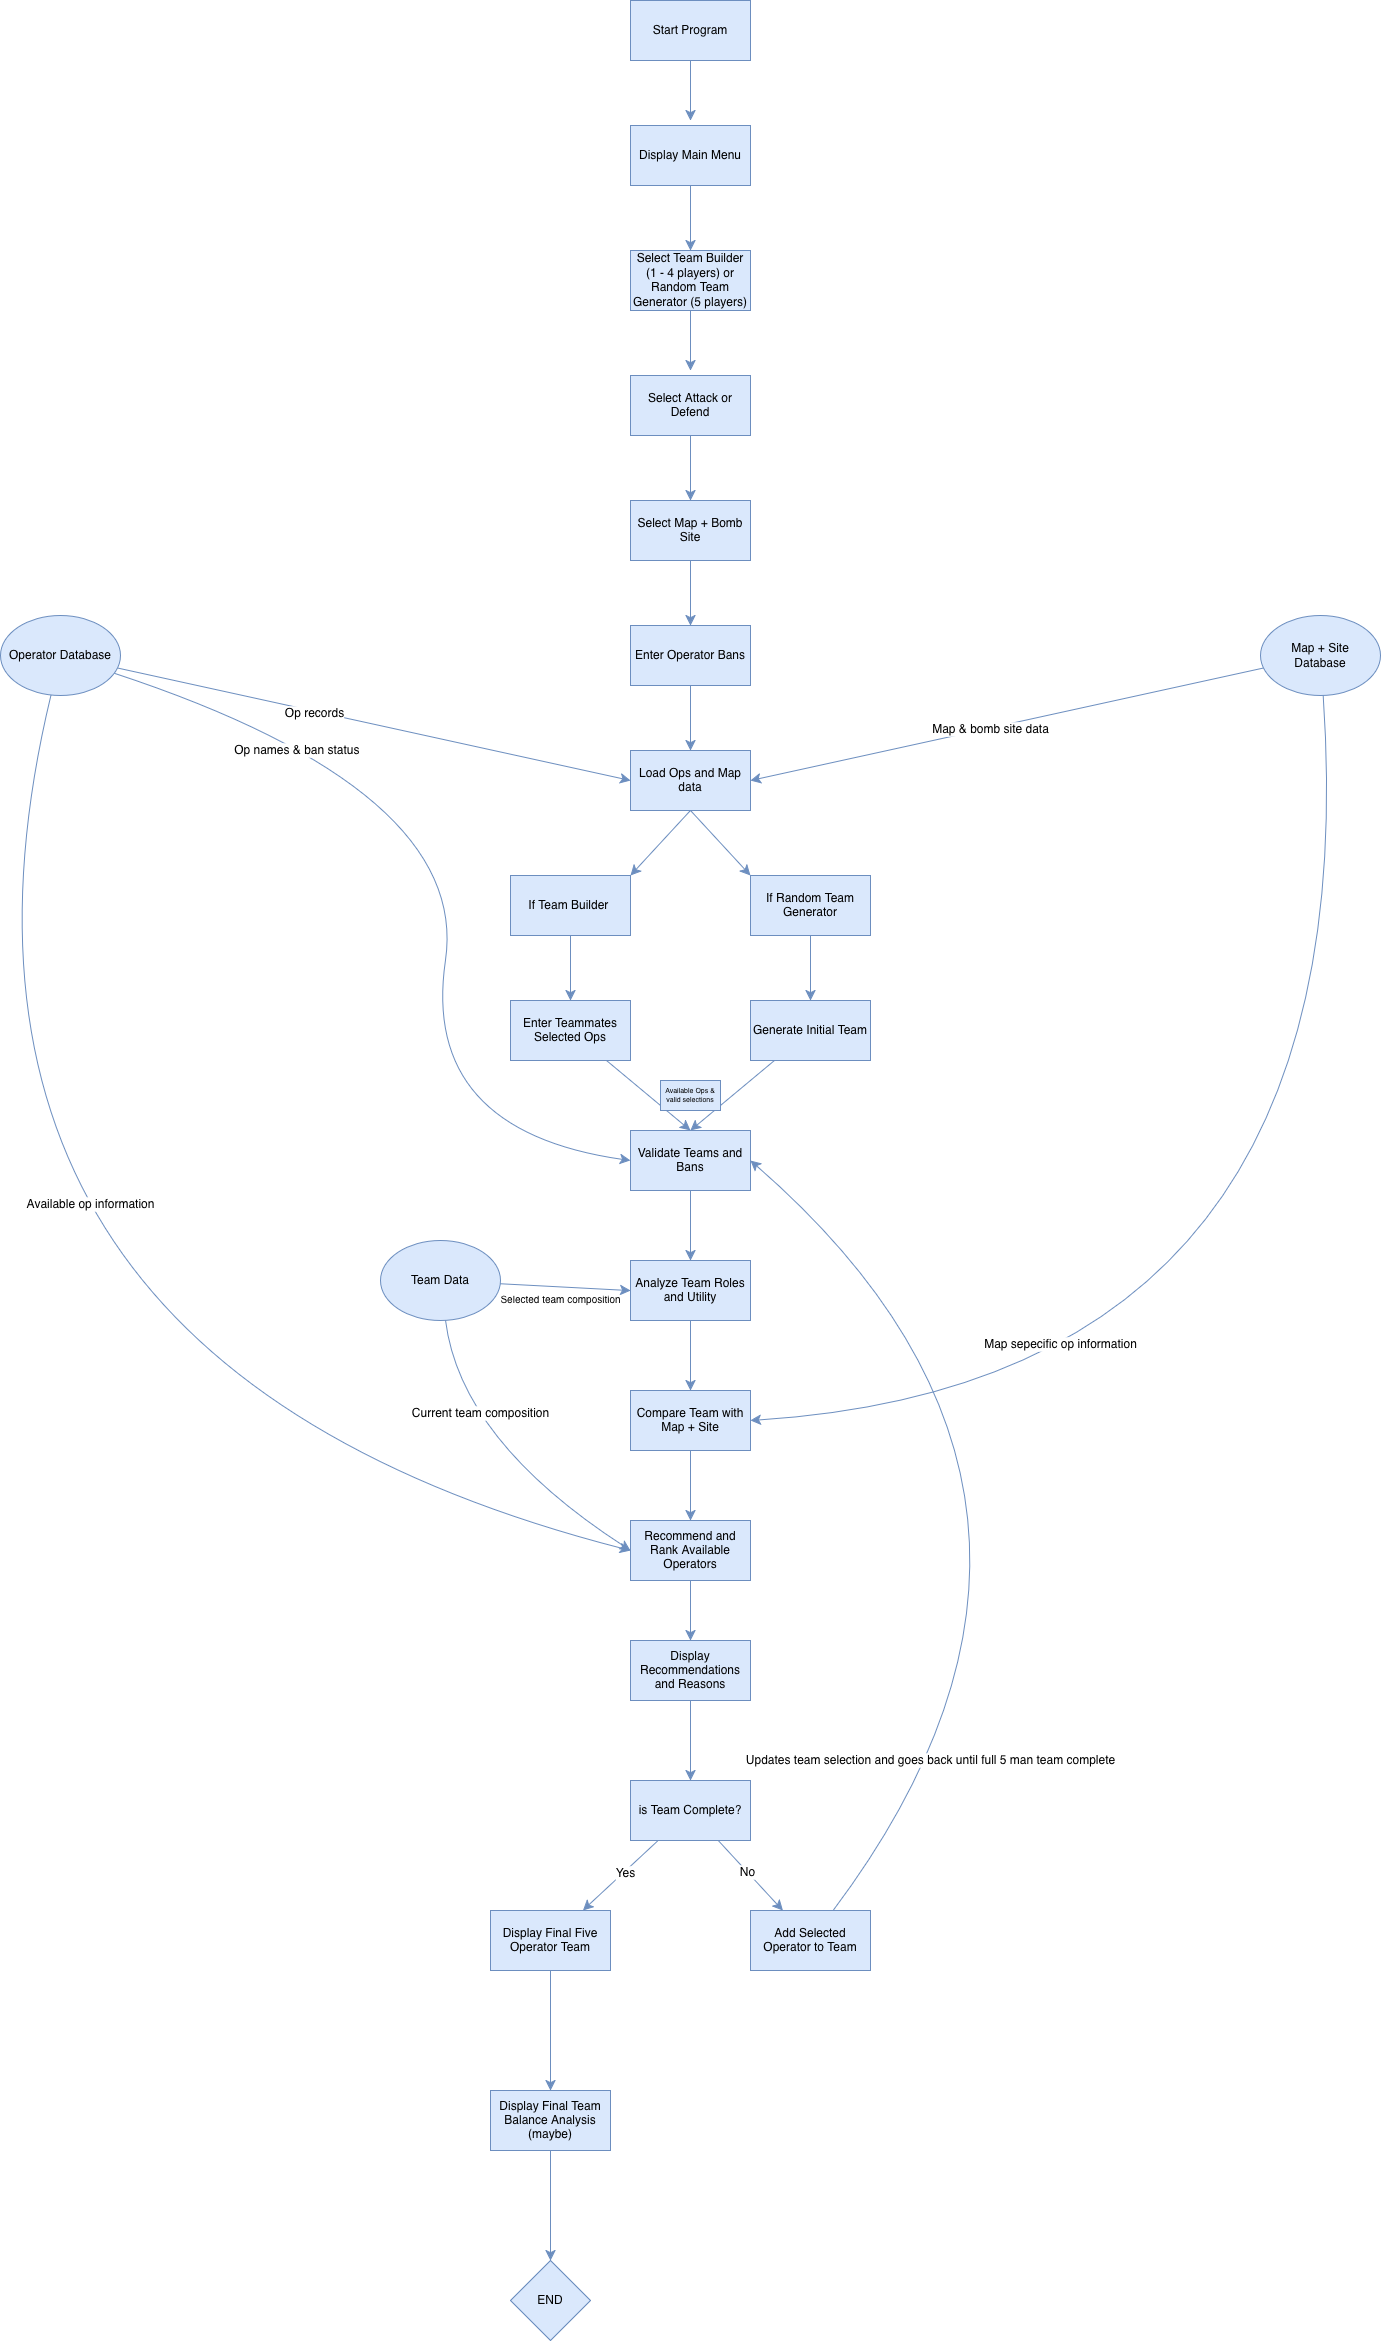 Start Program
Display Main Menu
Select Team Builder
(1 - 4 players) or
Random Team
Generator (5 players)
Select Attack or
Defend
Select Map + Bomb
Site
Operator Database
Enter Operator Bans
Map + Site
Database
Op records
Map & bomb site data
Op names & ban status
Load Ops and Map
data
If Team Builder
If Random Team
Generator
Enter Teammates
Selected Ops
Generate Initial Team
Available Ops &
valid selections
Validate Teams and
Bans
Available op information
Team Data
Selected team composition
Analyze Team Roles
and Utility
Map sepecific op information
Current team composition
Compare Team with
Map + Site
Recommend and
Rank Available
Operators
Display
Recommendations
and Reasons
Updates team selection and goes back until full 5 man team complete
is Team Complete?
Yes
No
Display Final Five
Operator Team
Add Selected
Operator to Team
Display Final Team
Balance Analysis
(maybe)
END